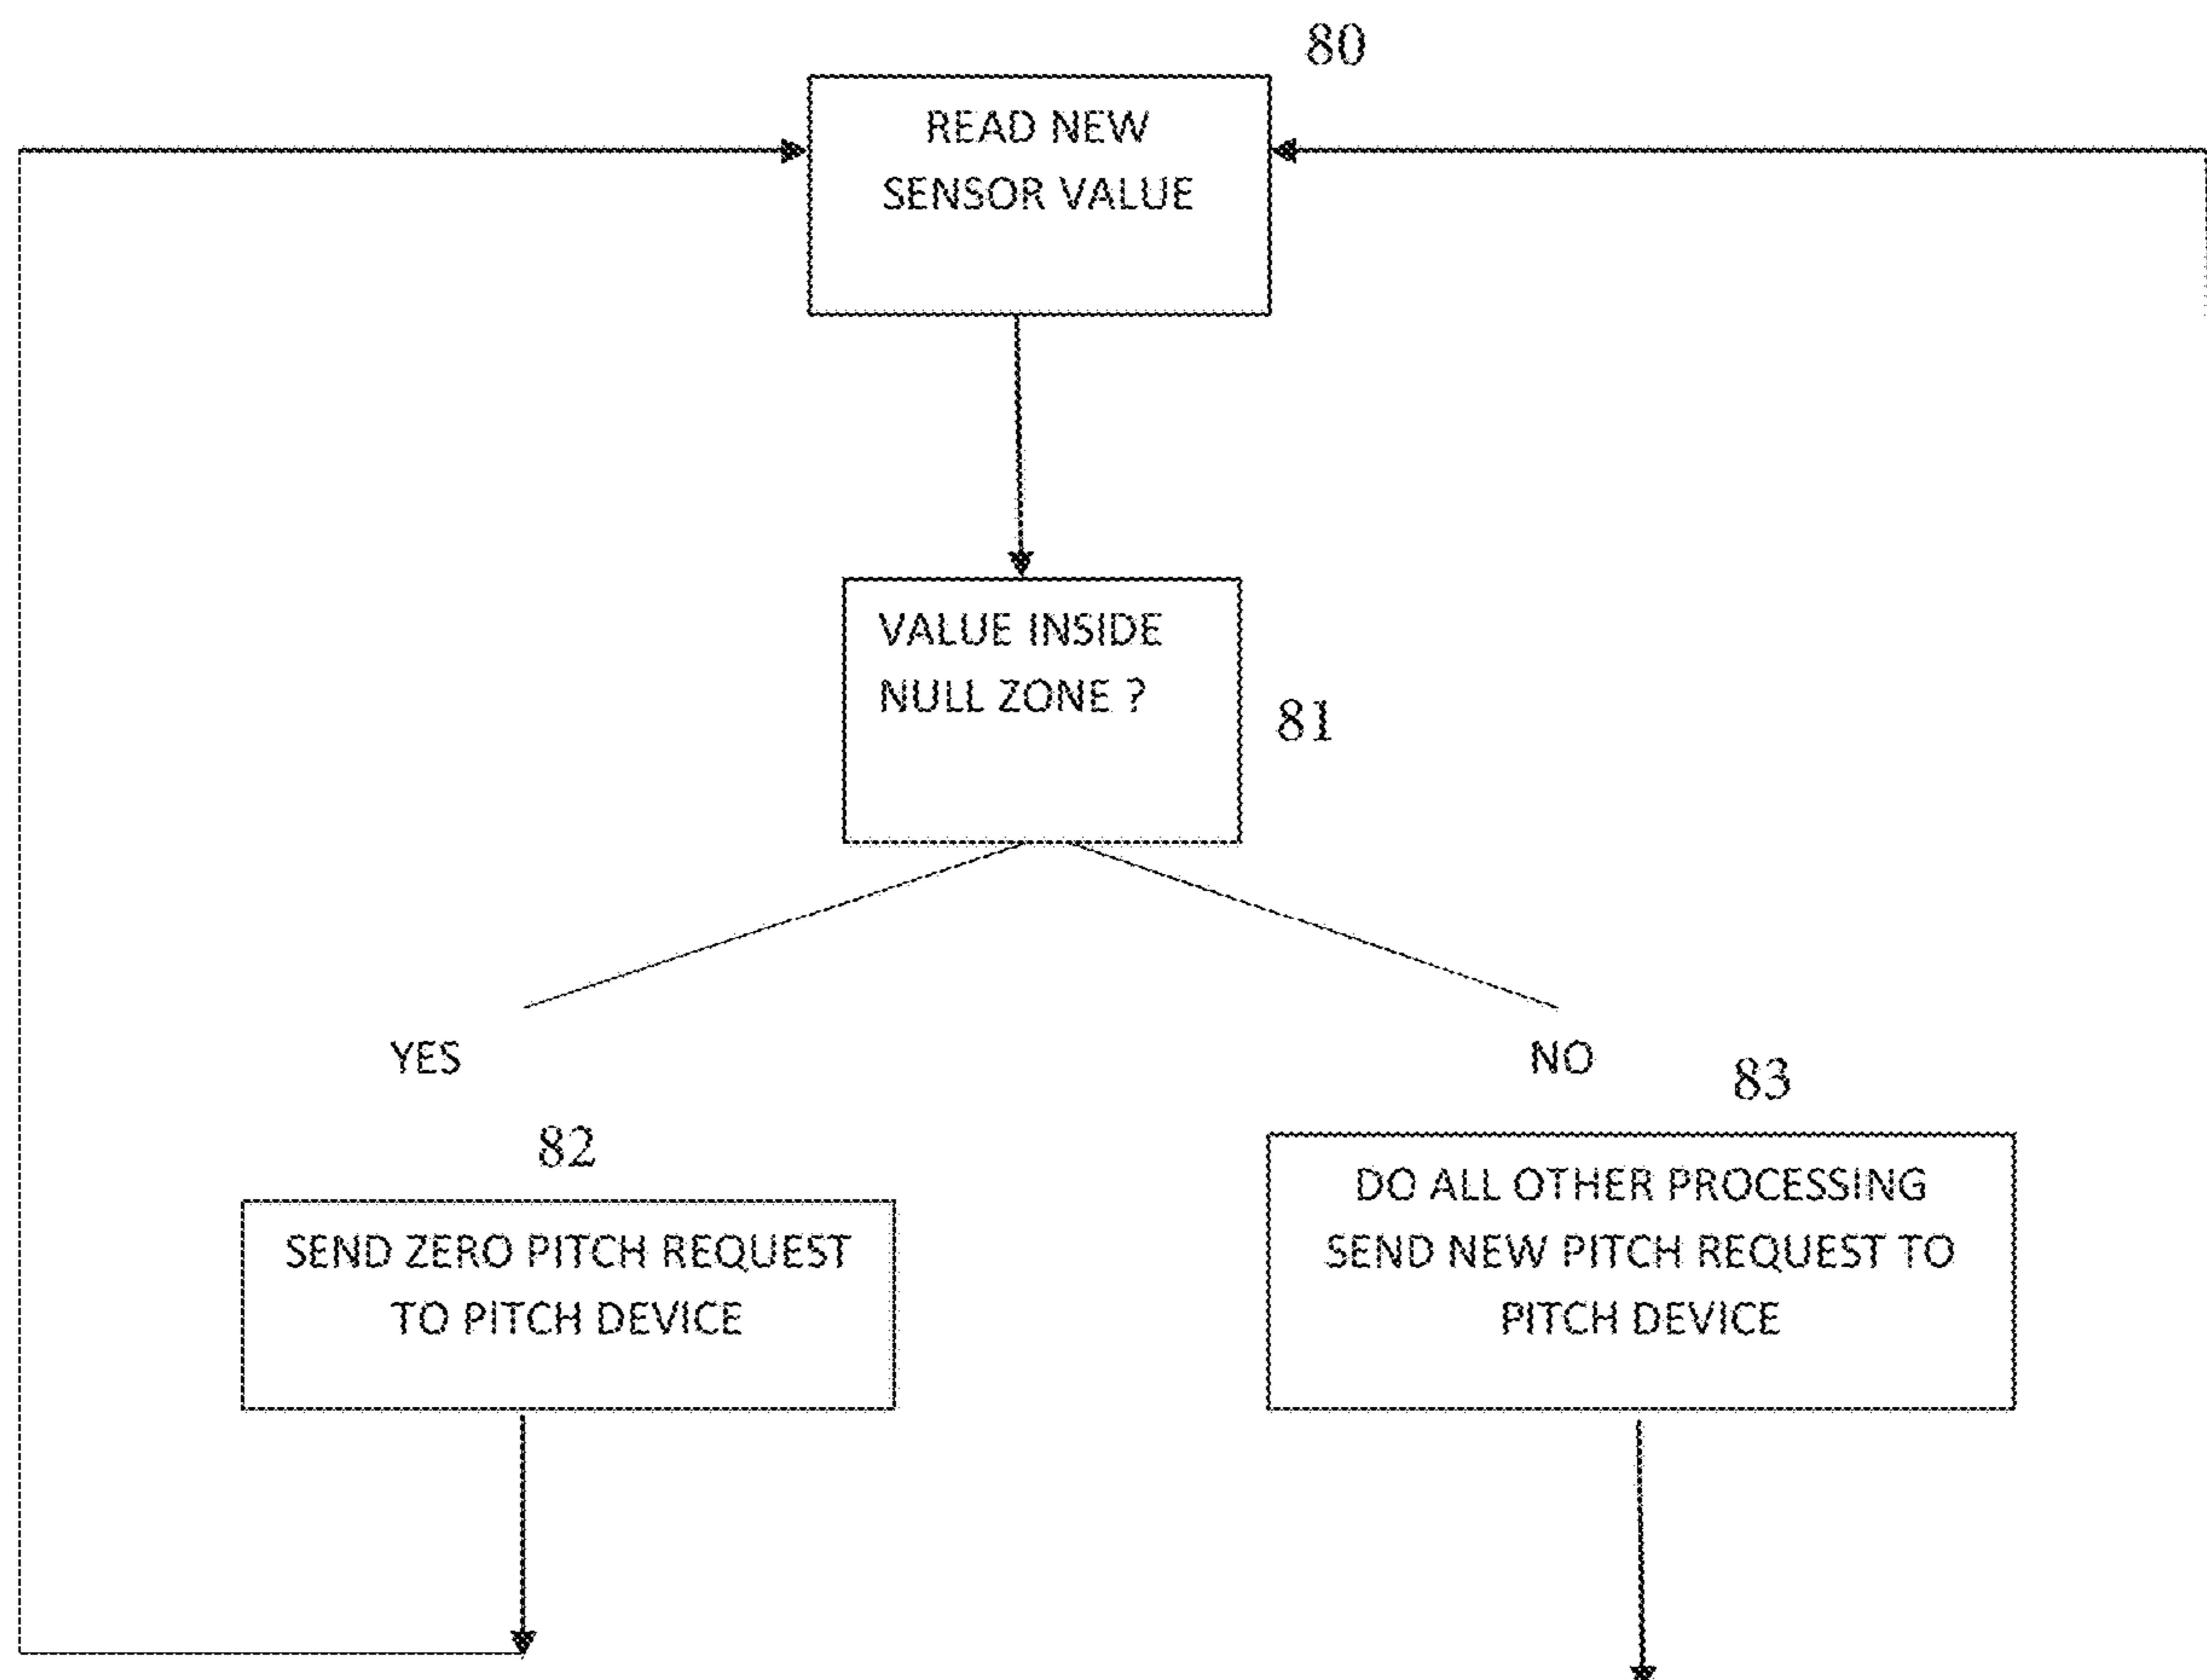 80
READ NEW
SENSOR VALUE
VALUE INSIDE
NULL ZONE ?
81
YES
NO
83
82
DO ALL OTHER PROCESSING
SEND NEW PITCH REQUEST TO
PITCH DEVICE
SEND ZERO PITCH REQUEST
TO PITCH DEVICE